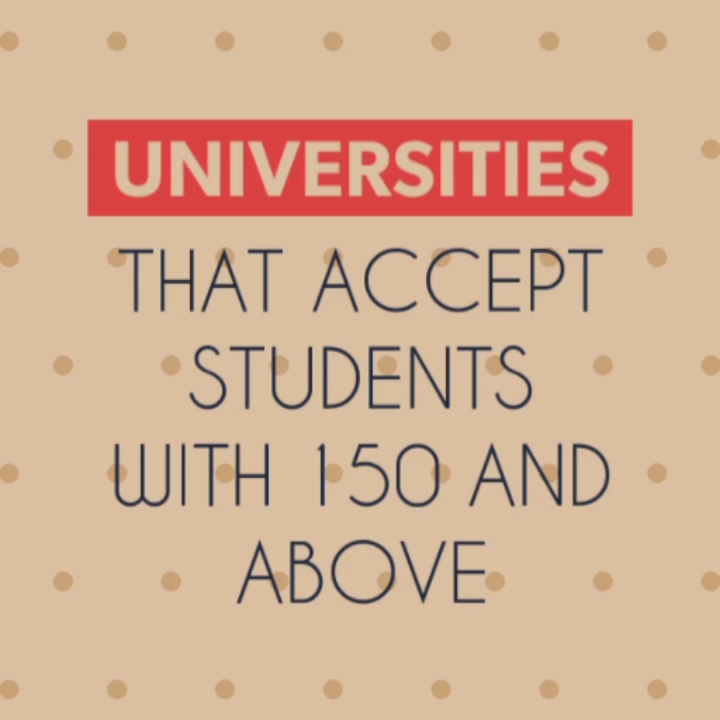 UNIVERSITIES
THAT ACCEPT
STUDENTS
WITH 150 AND
ABOVE